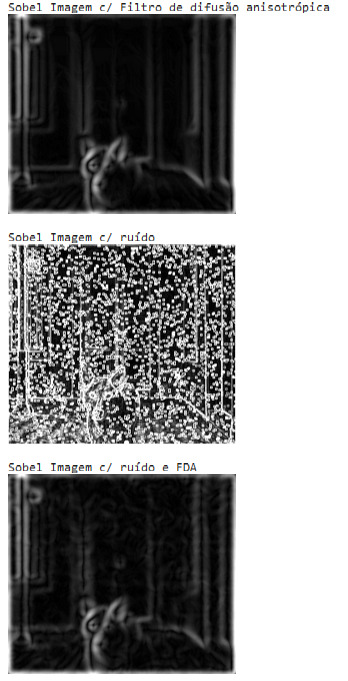 Sobel Imagem c/ Filtro de difusão anisotrópica
Sobel Imagem c/ ruído
Sobel Imagem c/ ruído e FDA